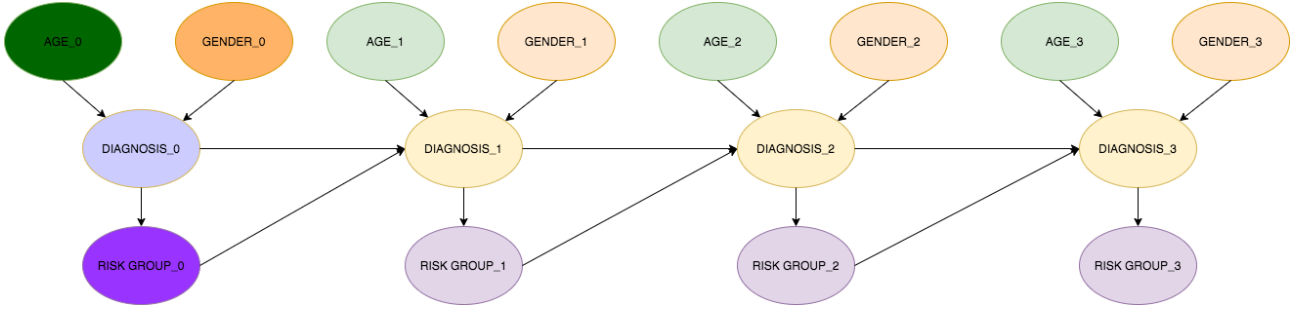 AGE_0
GENDER_0
AGE_1
GENDER_1
AGE_2
GENDER_2
AGE_3
GENDER_3
DIAGNOSIS_0
DIAGNOSIS_1
DIAGNOSIS_2
DIAGNOSIS_3
RISK GROUP_0
RISK GROUP_1
RISK GROUP_2
RISK GROUP_3